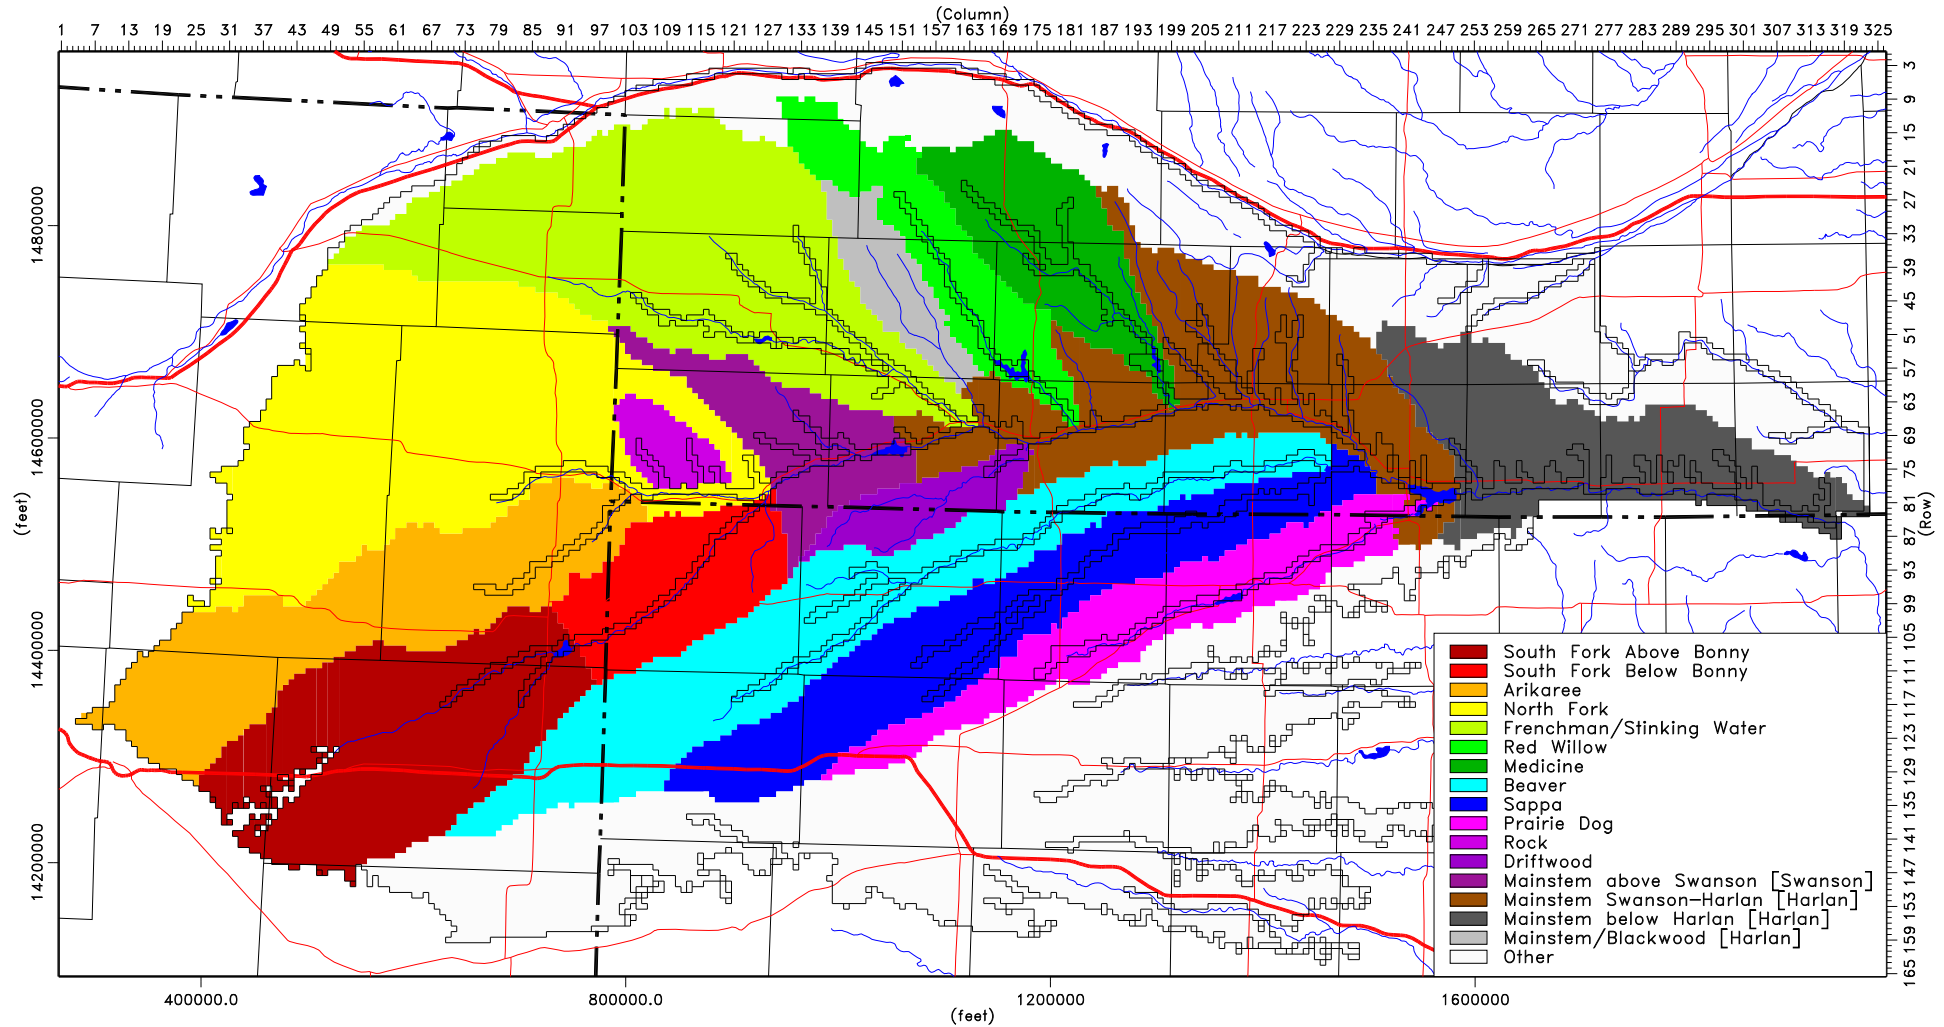 (Column)
1 7 13 19 25 31 37 43 49 55 61 67 73 79 85 91 97 103 109 115 121 127 133 139 145 151 157 163 169 175 181 187 193 199 205 211 217 223 229 235 241 247 253 259 265 271 277 283 289 295 301 307 313 319 325
3
9
15
21
27
33
39
45
51
57
63
69
75
81
87
93
99
105
111
117
123
129
135
141
147
153
159
165
(Row)
14800000
14600000
14400000
14200000
(feet)
South Fork Above Bonny
South Fork Below Bonny
Arikaree
North Fork
Frenchman/Stinking Water
Red Willow
Medicine
Beaver
Sappa
Prairie Dog
Rock
Driftwood
Mainstem above Swanson [Swanson]
Mainstem Swanson-Harlan [Harlan]
Mainstem below Harlan [Harlan]
Mainstem/Blackwood [Harlan]
Other
400000.0 800000.0 1200000 1600000
(feet)